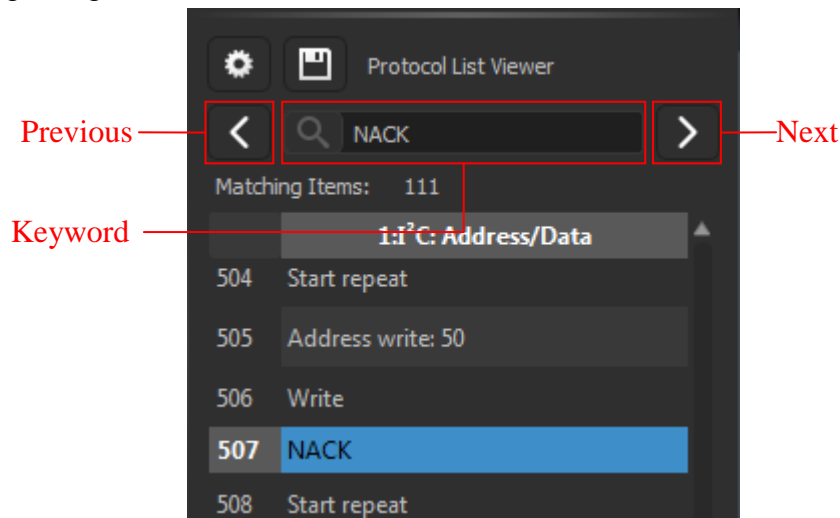 Protocol List Viewer
Previous
NACK
Next
Matching Items: 111
Keyword
1:I²C: Address/Data
504 Start repeat
505 Address write: 50
506 Write
507 NACK
508 Start repeat